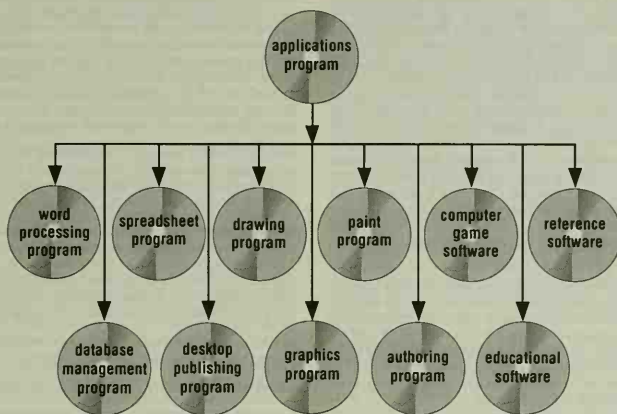 applications
program
word
processing
program
spreadsheet
program
drawing
program
paint
program
computer
game
software
reference
software
database
management
program
desktop
publishing
program
graphics
program
authoring
program
educational
software